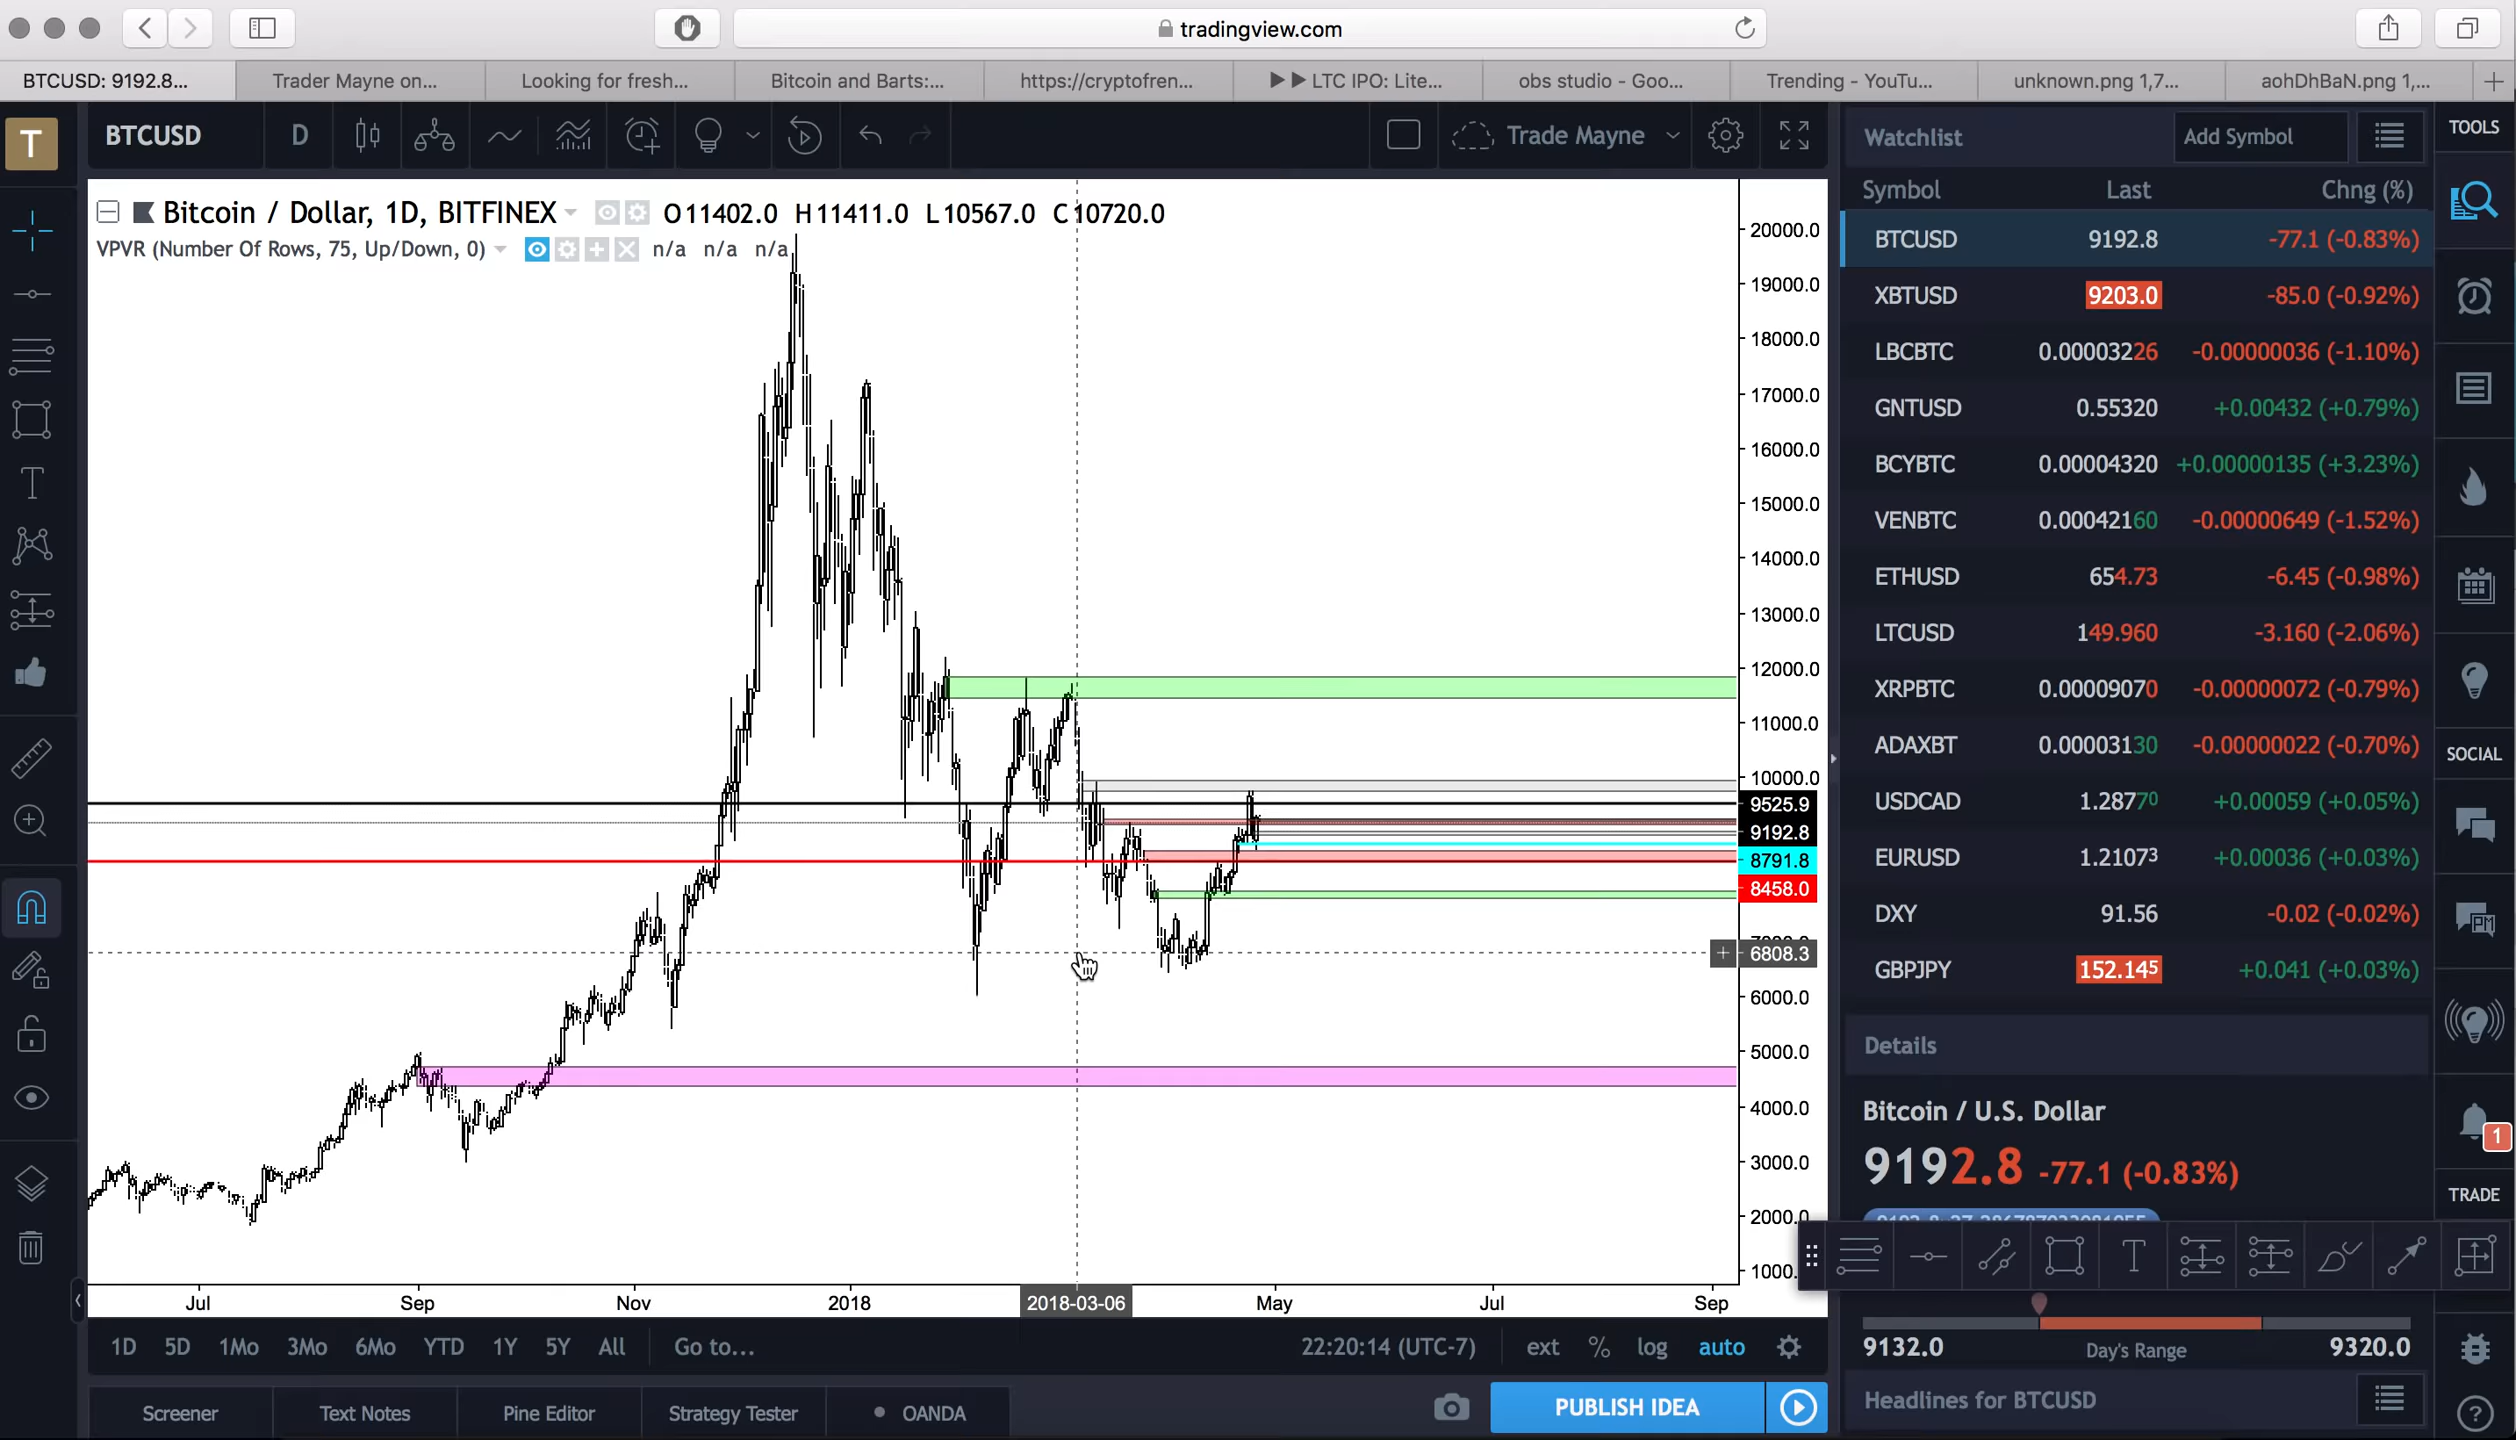 tradingview.com
BTCUSD: 9192.8...
Trader Mayne on...
Looking for fresh...
Bitcoin and Barts:...
https://cryptofren...
▶▶ LTC IPO: Lite...
obs studio - Goo...
Trending - YouTu...
unknown.png 1,7...
aohDhBaN.png 1,...
T
BTCUSD
D
Trade Mayne
Watchlist
Add Symbol
TOOLS
Bitcoin / Dollar, 1D, BITFINEX O11402.0 H11411.0 L10567.0 C10720.0
VPVR (Number Of Rows, 75, Up/Down, 0) n/a n/a n/a
20000.0
19000.0
18000.0
17000.0
16000.0
15000.0
14000.0
13000.0
12000.0
11000.0
10000.0
9525.9
9192.8
8791.8
8458.0
6808.3
6000.0
5000.0
4000.0
3000.0
2000.0
1000.
Jul
Sep
Nov
2018
2018-03-06
May
Jul
Sep
Symbol Last Chng (%)
BTCUSD 9192.8 -77.1 (-0.83%)
XBTUSD 9203.0 -85.0 (-0.92%)
LBCBTC 0.00003226 -0.00000036 (-1.10%)
GNTUSD 0.55320 +0.00432 (+0.79%)
BCYBTC 0.00004320 +0.00000135 (+3.23%)
VENBTC 0.00042160 -0.00000649 (-1.52%)
ETHUSD 654.73 -6.45 (-0.98%)
LTCUSD 149.960 -3.160 (-2.06%)
XRPBTC 0.00009070 -0.00000072 (-0.79%)
ADAXBT 0.00003130 -0.00000022 (-0.70%)
USDCAD 1.28770 +0.00059 (+0.05%)
EURUSD 1.21073 +0.00036 (+0.03%)
DXY 91.56 -0.02 (-0.02%)
GBPJPY 152.145 +0.041 (+0.03%)
SOCIAL
Details
Bitcoin / U.S. Dollar
9192.8 -77.1 (-0.83%)
1
TRADE
T
9132.0 Day's Range 9320.0
Headlines for BTCUSD
1D 5D 1Mo 3Mo 6Mo YTD 1Y 5Y All Go to... 22:20:14 (UTC-7) ext % log auto
Screener Text Notes Pine Editor Strategy Tester OANDA PUBLISH IDEA